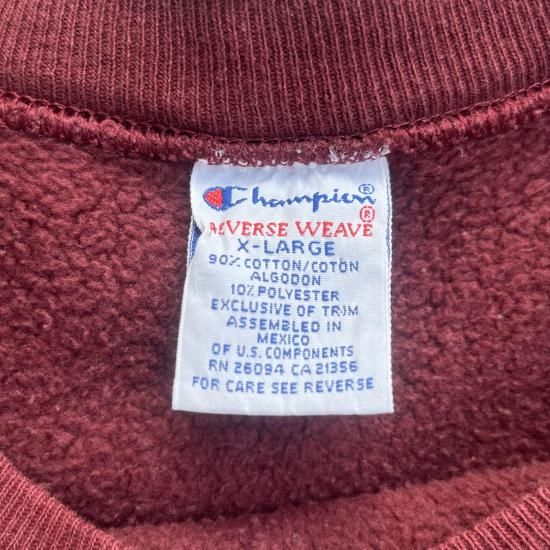 Champion®
REVERSE WEAVE®
X-LARGE
90% COTTON/COTÓN
ALGODON
10% POLYESTER
EXCLUSIVE OF TRIM
ASSEMBLED IN
MEXICO
OF U.S. COMPONENTS
RN 26094 CA 21356
FOR CARE SEE REVERSE